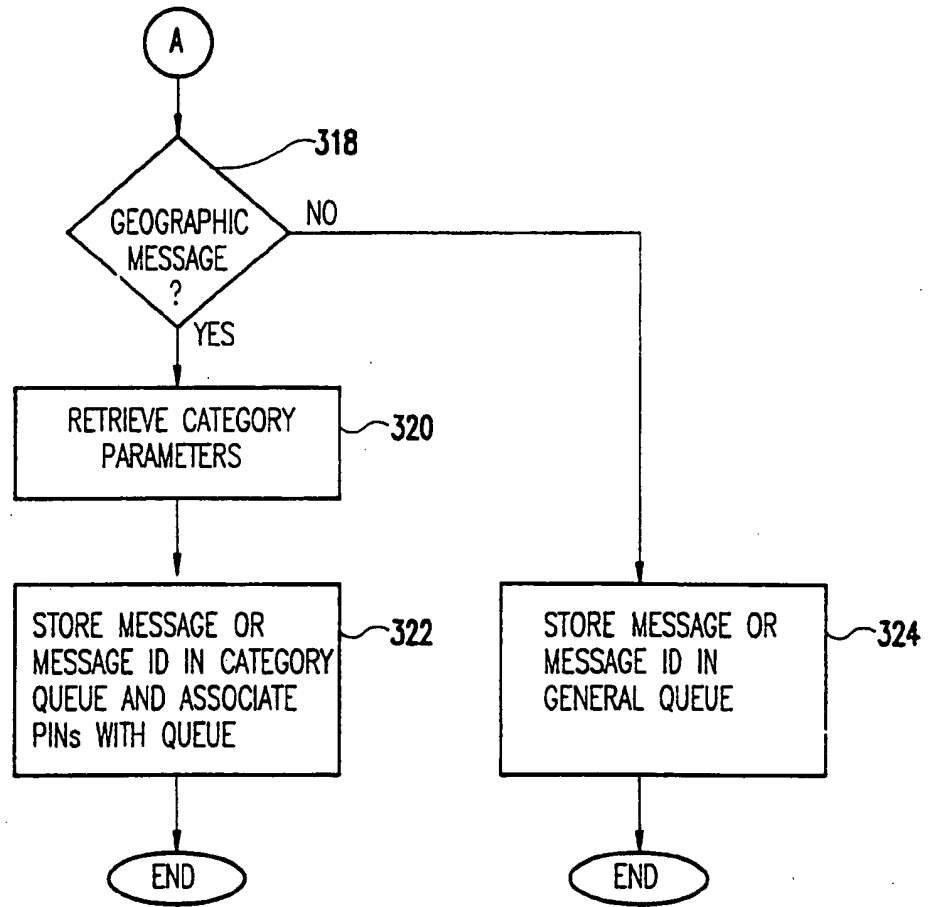 A
318
GEOGRAPHIC
MESSAGE
?
NO
YES
RETRIEVE CATEGORY
PARAMETERS
320
STORE MESSAGE OR
MESSAGE ID IN CATEGORY
QUEUE AND ASSOCIATE
PINs WITH QUEUE
322
STORE MESSAGE OR
MESSAGE ID IN
GENERAL QUEUE
324
END
END